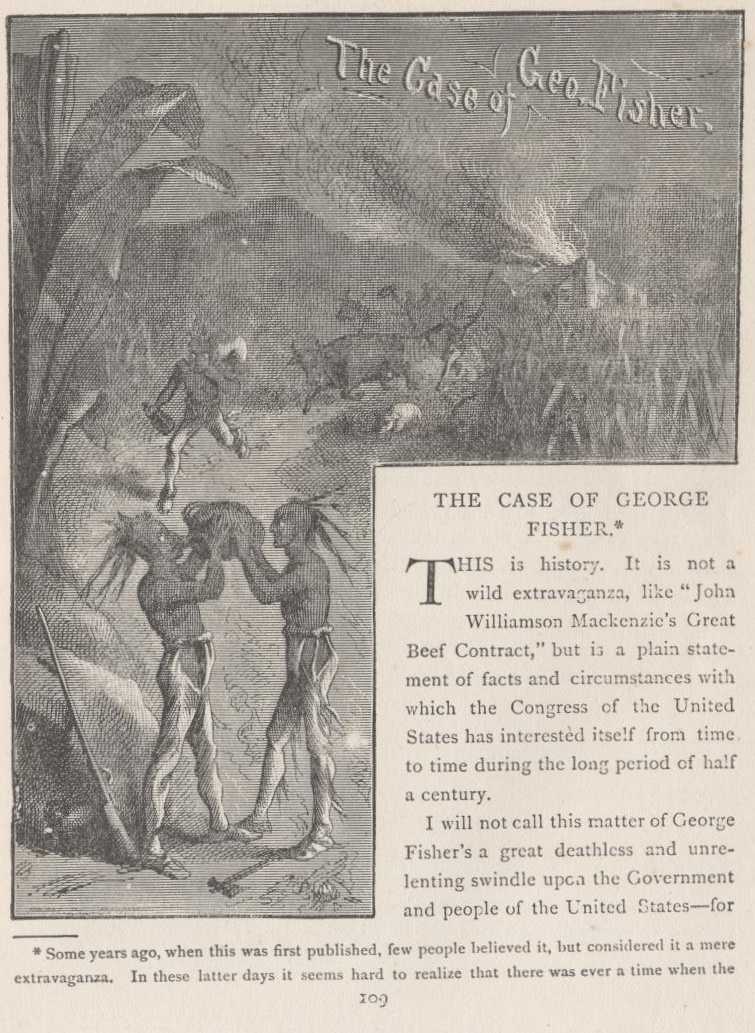 The Case of Geo. Fisher.
THE CASE OF GEORGE
FISHER.*
THIS is history. It is not a
wild extravaganza, like “John
Williamson Mackenzie's Great
Beef Contract,” but is a plain state-
ment of facts and circumstances with
which the Congress of the United
States has interested itself from time
to time during the long period of half
a century.
I will not call this matter of George
Fisher's a great deathless and unre-
lenting swindle upon the Government
and people of the United States—for
* Some years ago, when this was first published, few people believed it, but considered it a mere
extravaganza. In these latter days it seems hard to realize that there was ever a time when the
109